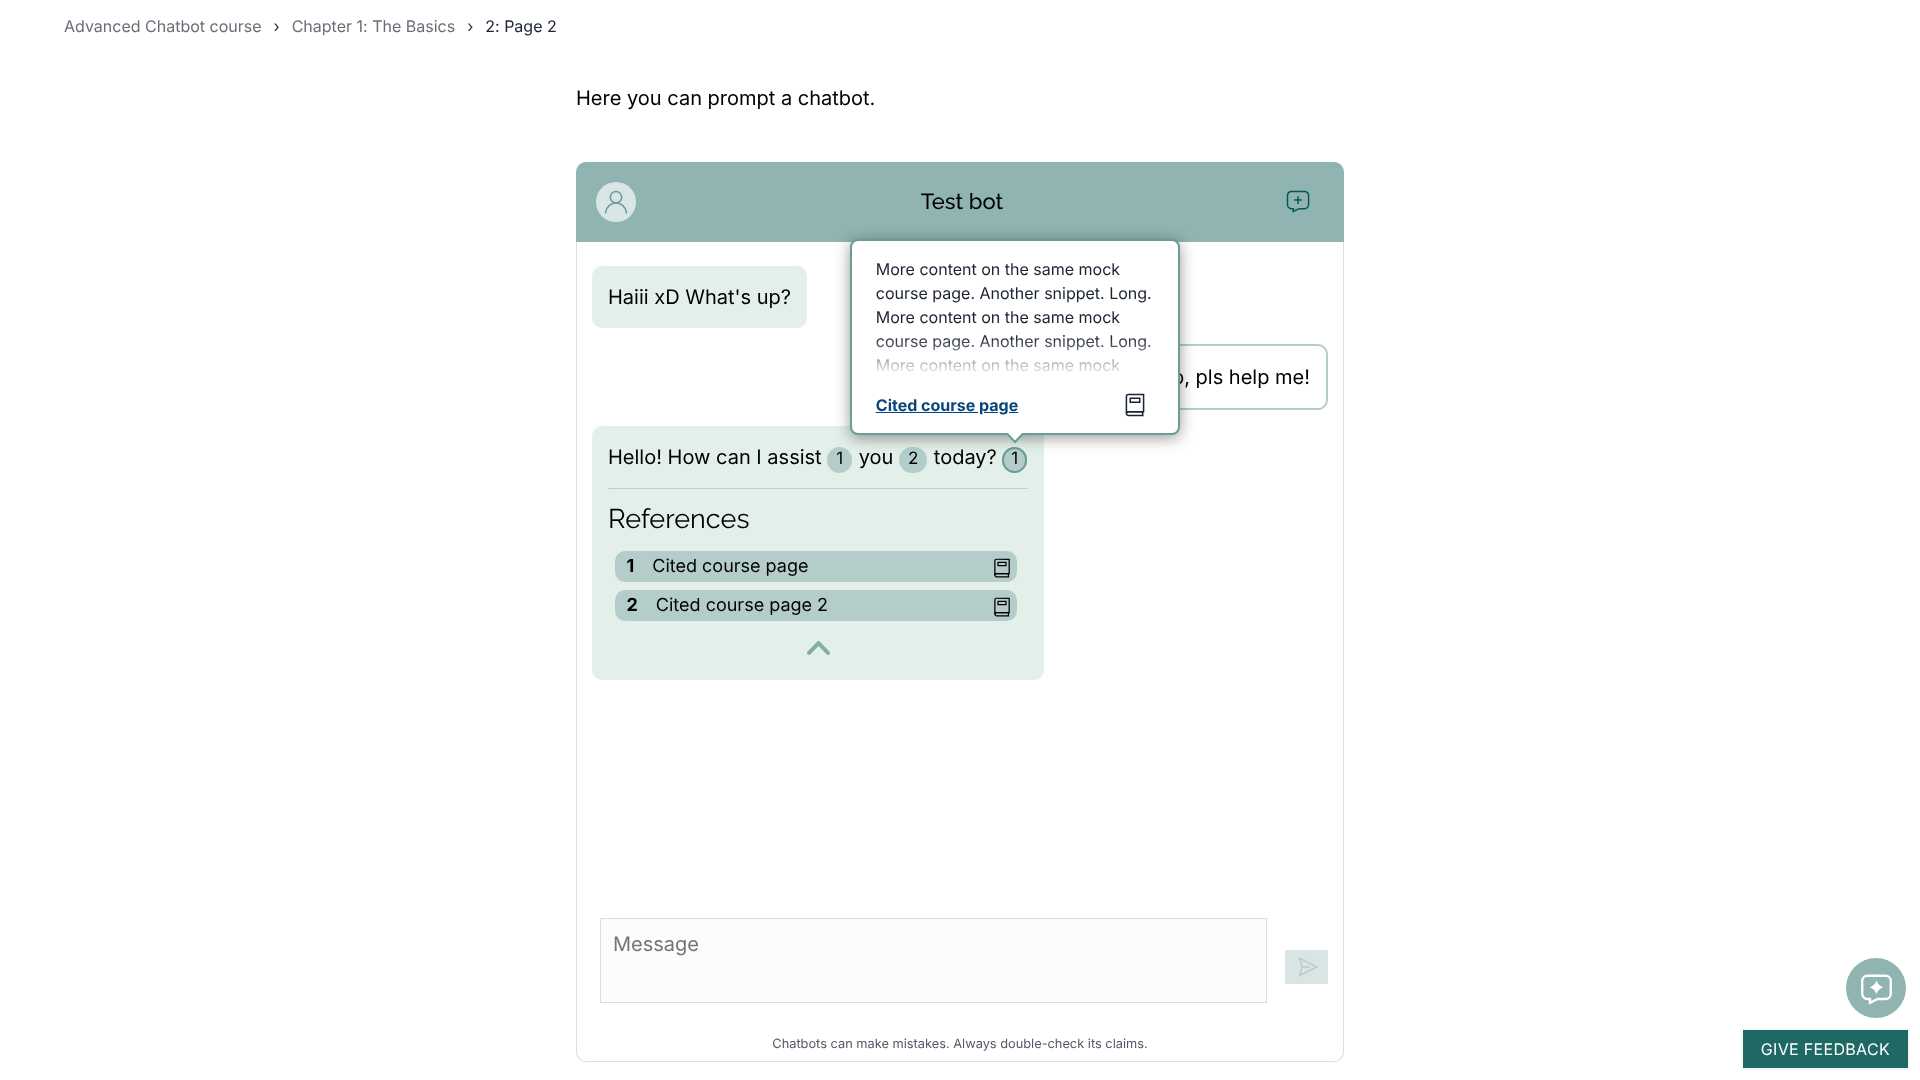 Advanced Chatbot course › Chapter 1: The Basics › 2: Page 2
Here you can prompt a chatbot.
Test bot
Haiii xD What's up?
More content on the same mock
course page. Another snippet. Long.
More content on the same mock
course page. Another snippet. Long.
More content on the same mock
Cited course page
pls help me!
Hello! How can I assist 1 you 2 today? 1
References
1 Cited course page
2 Cited course page 2
Message
Chatbots can make mistakes. Always double-check its claims.
GIVE FEEDBACK